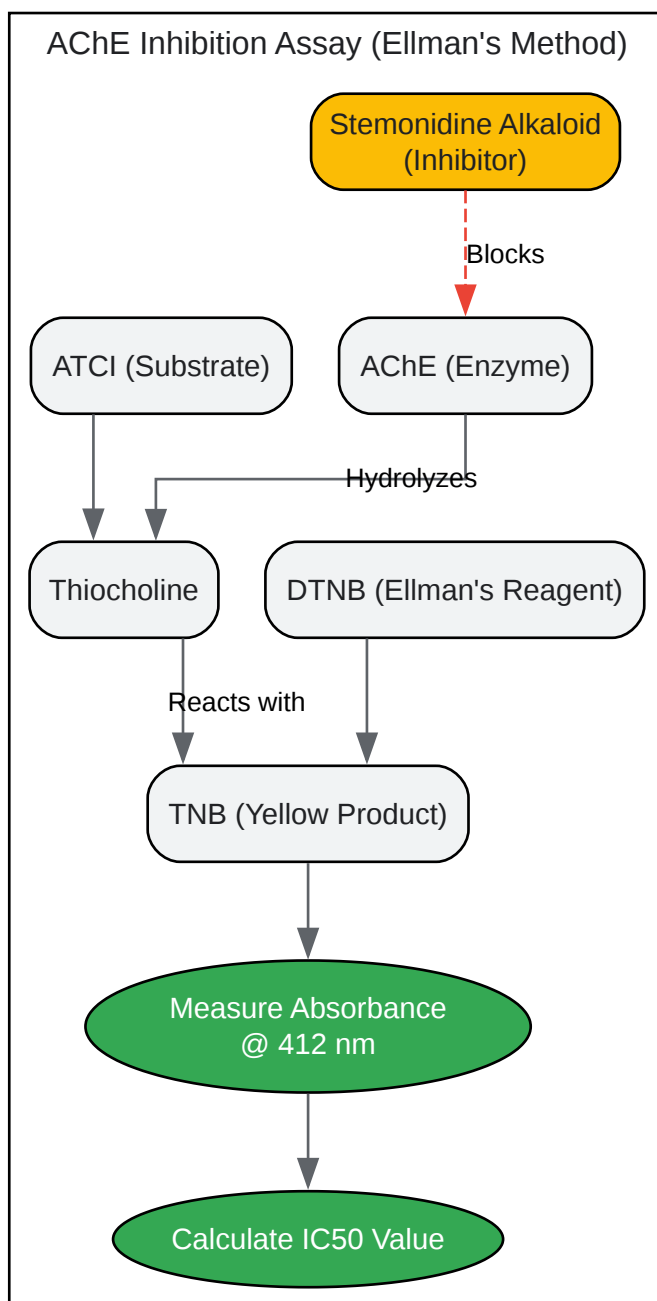 AChE Inhibition Assay (Ellman's Method)
Stemonidine Alkaloid
(Inhibitor)
Blocks
ATCI (Substrate)
AChE (Enzyme)
Hydrolyzes
Thiocholine
DTNB (Ellman's Reagent)
Reacts with
TNB (Yellow Product)
Measure Absorbance
@ 412 nm
Calculate IC50 Value